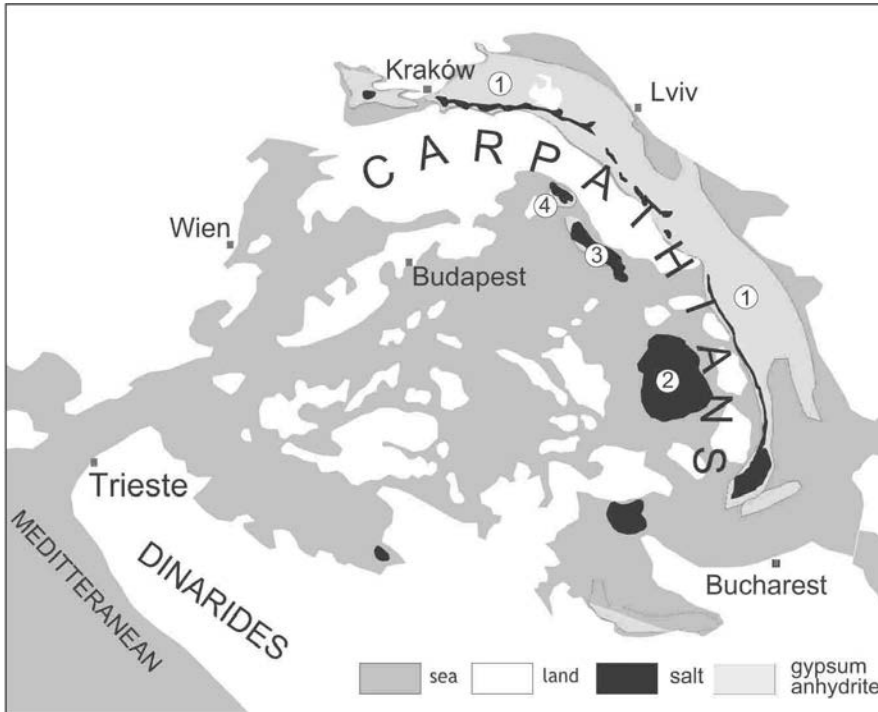 Kraków
1
Lviv
CARPATHIANS
4
Wien
3
Budapest
1
2
Trieste
MEDITTERANEAN
DINARIDES
Bucharest
sea
land
salt
gypsum
anhydrite